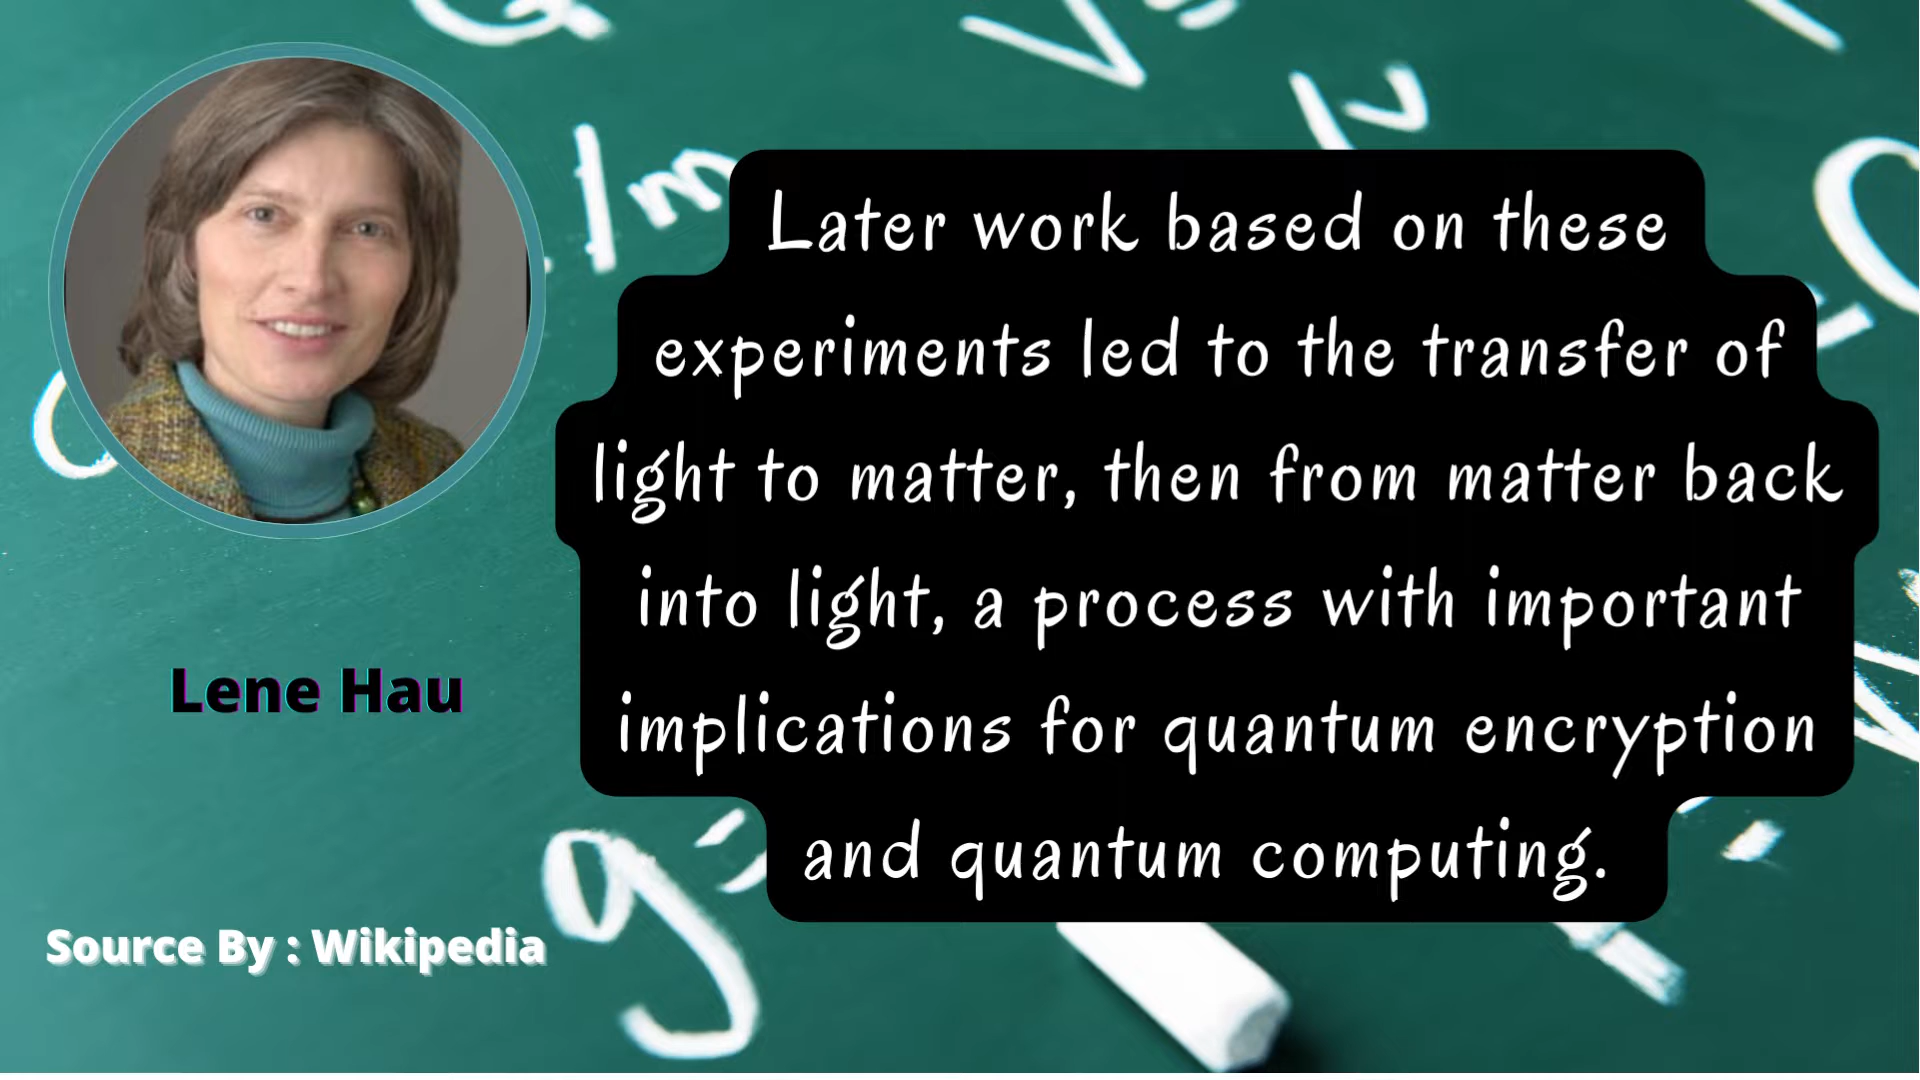 Later work based on these
experiments led to the transfer of
light to matter, then from matter back
into light, a process with important
implications for quantum encryption
and quantum computing.
Lene Hau
Source By : Wikipedia